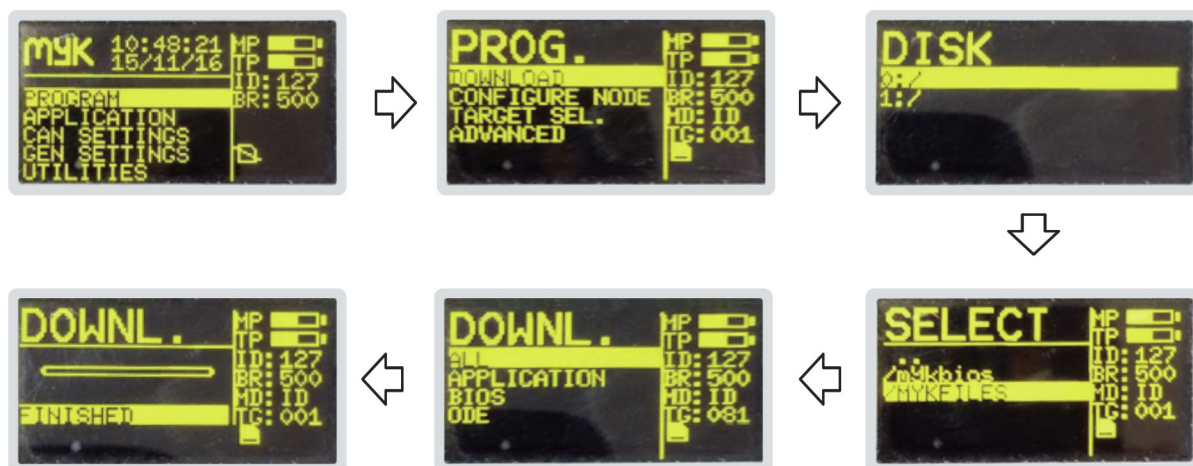 MYK 10:48:21
15/11/16
PROGRAM
APPLICATION
CAN SETTINGS
GEN SETTINGS
UTILITIES
MP
TP
ID:127
BR:500
PROG.
DOWNLOAD
CONFIGURE NODE
TARGET SEL.
ADVANCED
MP
TP
ID:127
BR:500
MD:ID
TG:001
DISK
0:/
1:/
DOWNL.
FINISHED
MP
TP
ID:127
BR:500
MD:ID
TG:001
DOWNL.
ALL
APPLICATION
BIOS
ODE
MP
TP
ID:127
BR:500
MD:ID
TG:081
SELECT
..
/mykbios
/MYKFILES
MP
TP
ID:127
BR:500
MD:ID
TG:001